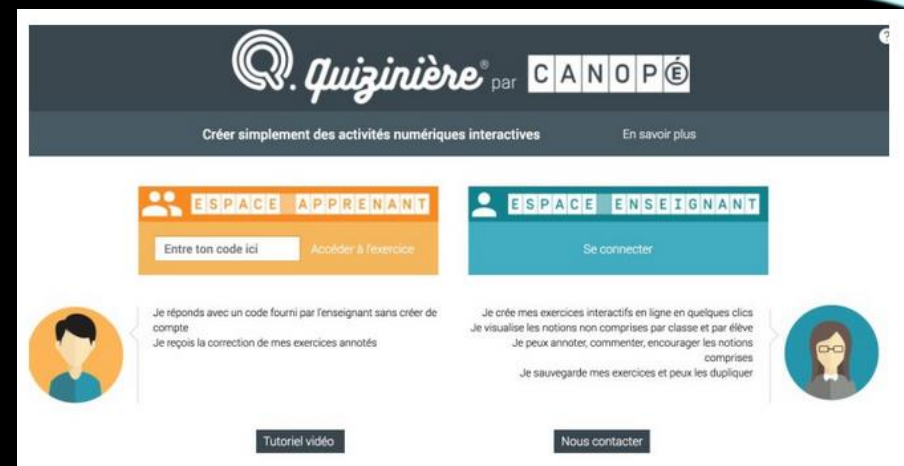 ?
Q. Quizinière® par CANOPÉ
Créer simplement des activités numériques interactives En savoir plus
ESPACE APPRENANT
Entre ton code ici Accéder à l'exercice
Je réponds avec un code fourni par l'enseignant sans créer de
compte
Je reçois la correction de mes exercices annotés
ESPACE ENSEIGNANT
Se connecter
Je crée mes exercices interactifs en ligne en quelques clics
Je visualise les notions non comprises par classe et par élève
Je peux annoter, commenter, encourager les notions
comprises
Je sauvegarde mes exercices et peux les dupliquer
Tutoriel vidéo
Nous contacter